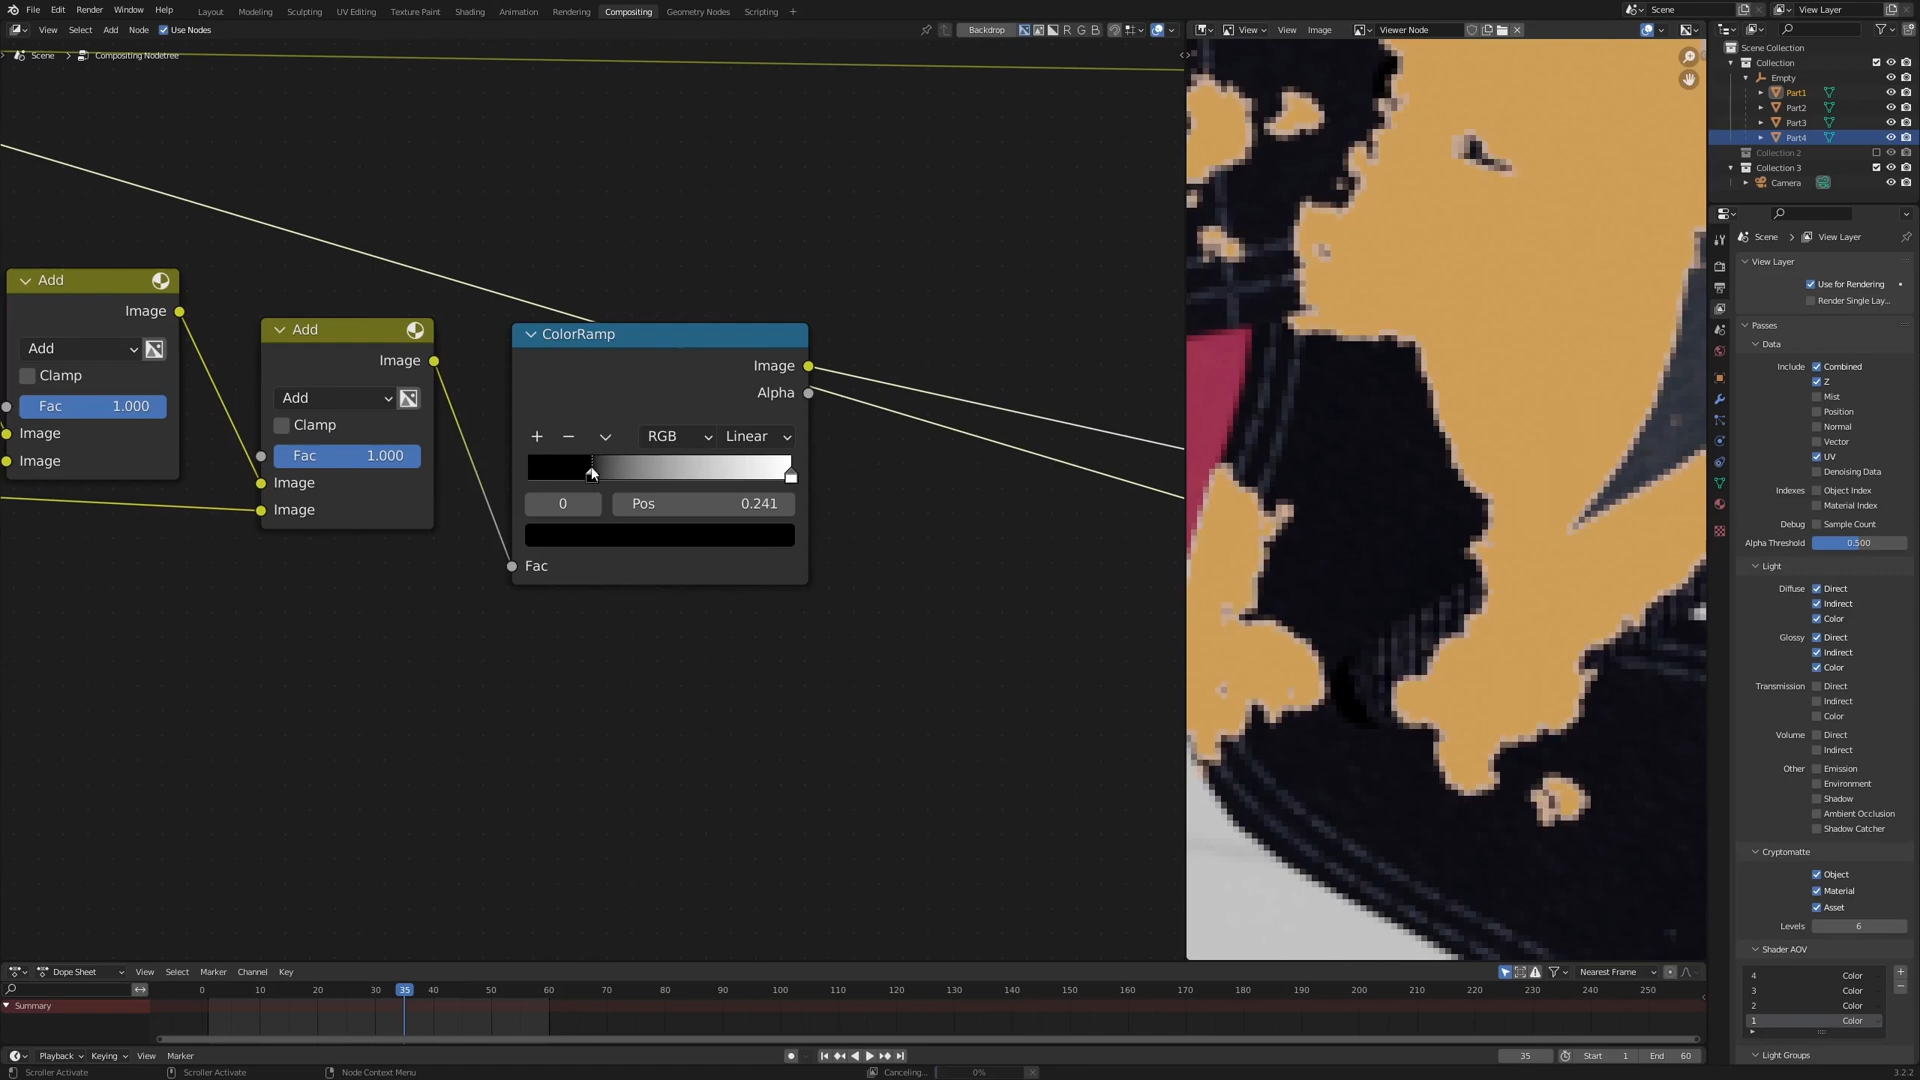 File Edit Render Window Help Layout Modeling Sculpting UV Editing Texture Paint Shading Animation Rendering Compositing Geometry Nodes Scripting + Scene View Layer
View Select Add Node Use Nodes Backdrop R G B View View Image Viewer Node
Scene > Compositing Nodetree
Scene Collection
Collection
Empty
Part1
Part2
Part3
Part4
Collection 2
Collection 3
Camera
Scene > View Layer
View Layer
Use for Rendering
Render Single Lay...
Passes
Data
Include Combined
Z
Mist
Position
Normal
Vector
UV
Denoising Data
Indexes Object Index
Material Index
Debug Sample Count
Alpha Threshold 0.500
Light
Diffuse Direct
Indirect
Color
Glossy Direct
Indirect
Color
Transmission Direct
Indirect
Color
Volume Direct
Indirect
Other Emission
Environment
Shadow
Ambient Occlusion
Shadow Catcher
Cryptomatte
Object
Material
Asset
Levels 6
Shader AOV
4 Color
3 Color
2 Color
1 Color
Light Groups
Add
Image
Add
Clamp
Fac 1.000
Image
Image
Add
Image
Add
Clamp
Fac 1.000
Image
Image
ColorRamp
Image
Alpha
+ − RGB Linear
0 Pos 0.241
Fac
Dope Sheet View Select Marker Channel Key Nearest Frame
0 10 20 30 35 40 50 60 70 80 90 100 110 120 130 140 150 160 170 180 190 200 210 220 230 240 250
Summary
Playback Keying View Marker 35 Start 1 End 60
Scroller Activate Scroller Activate Node Context Menu Canceling... 0% 3.2.2